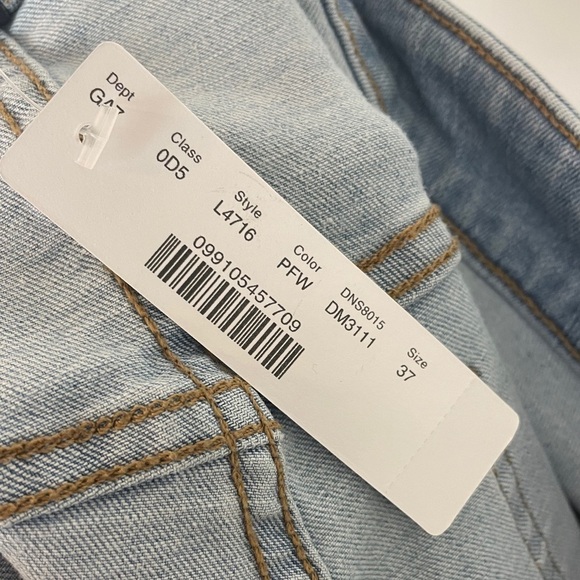 Dept Class Style Color DNS8015 Size
0D5 L4716 PFW DM3111 37
099105457709